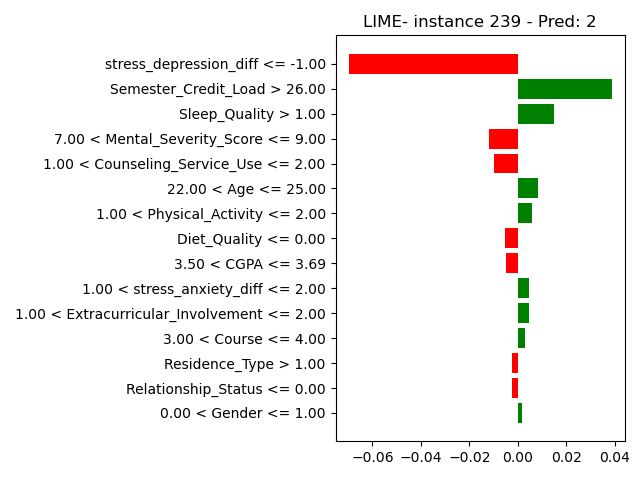 LIME- instance 239 - Pred: 2
stress_depression_diff <= -1.00
Semester_Credit_Load > 26.00
Sleep_Quality > 1.00
7.00 < Mental_Severity_Score <= 9.00
1.00 < Counseling_Service_Use <= 2.00
22.00 < Age <= 25.00
1.00 < Physical_Activity <= 2.00
Diet_Quality <= 0.00
3.50 < CGPA <= 3.69
1.00 < stress_anxiety_diff <= 2.00
1.00 < Extracurricular_Involvement <= 2.00
3.00 < Course <= 4.00
Residence_Type > 1.00
Relationship_Status <= 0.00
0.00 < Gender <= 1.00
−0.06 −0.04 −0.02 0.00 0.02 0.04